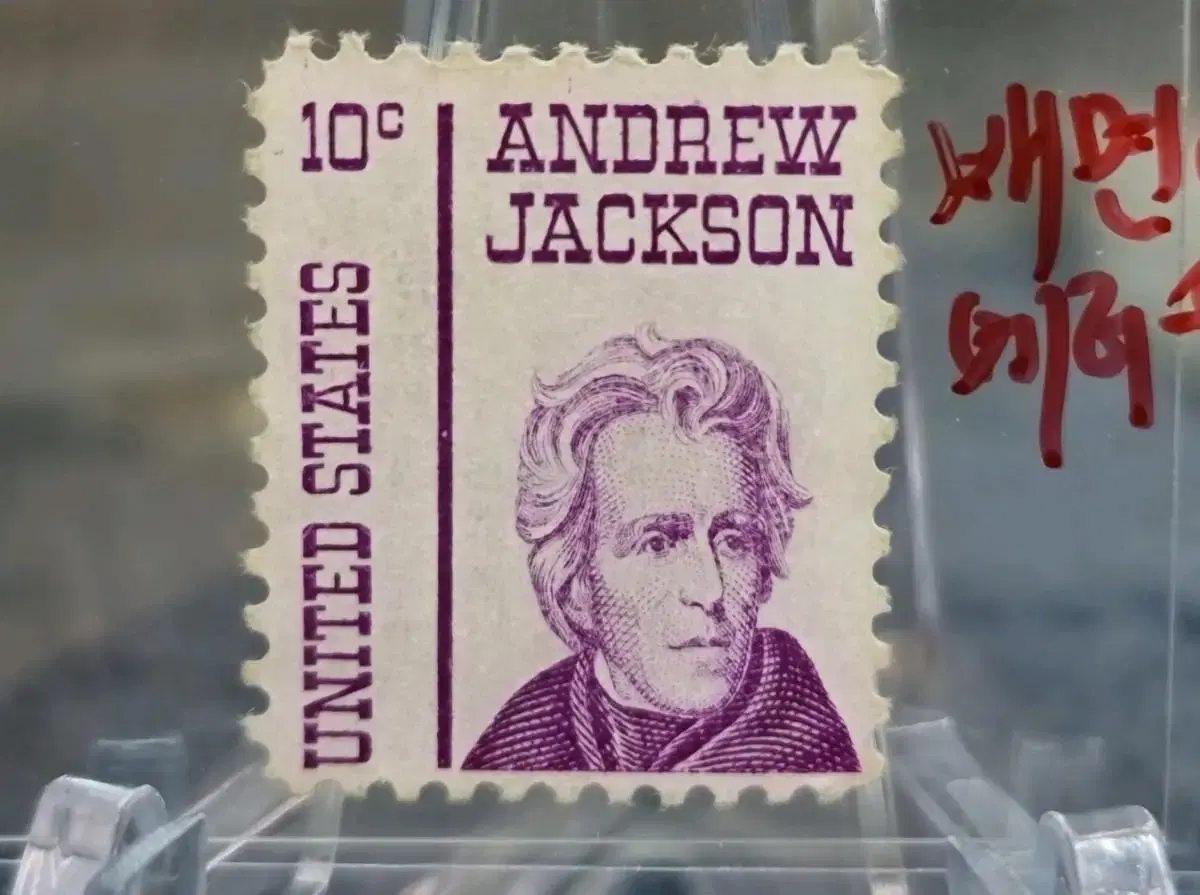 10c
ANDREW
JACKSON
UNITED STATES
배면